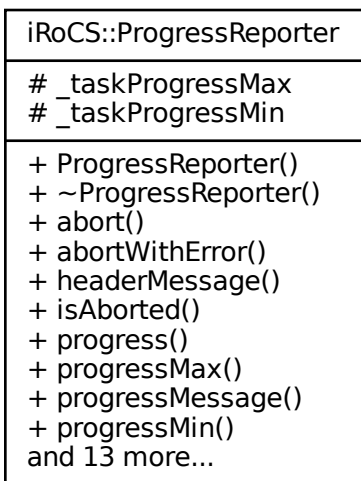 iRoCS::ProgressReporter
# _taskProgressMax
# _taskProgressMin
+ ProgressReporter()
+ ~ProgressReporter()
+ abort()
+ abortWithError()
+ headerMessage()
+ isAborted()
+ progress()
+ progressMax()
+ progressMessage()
+ progressMin()
and 13 more...